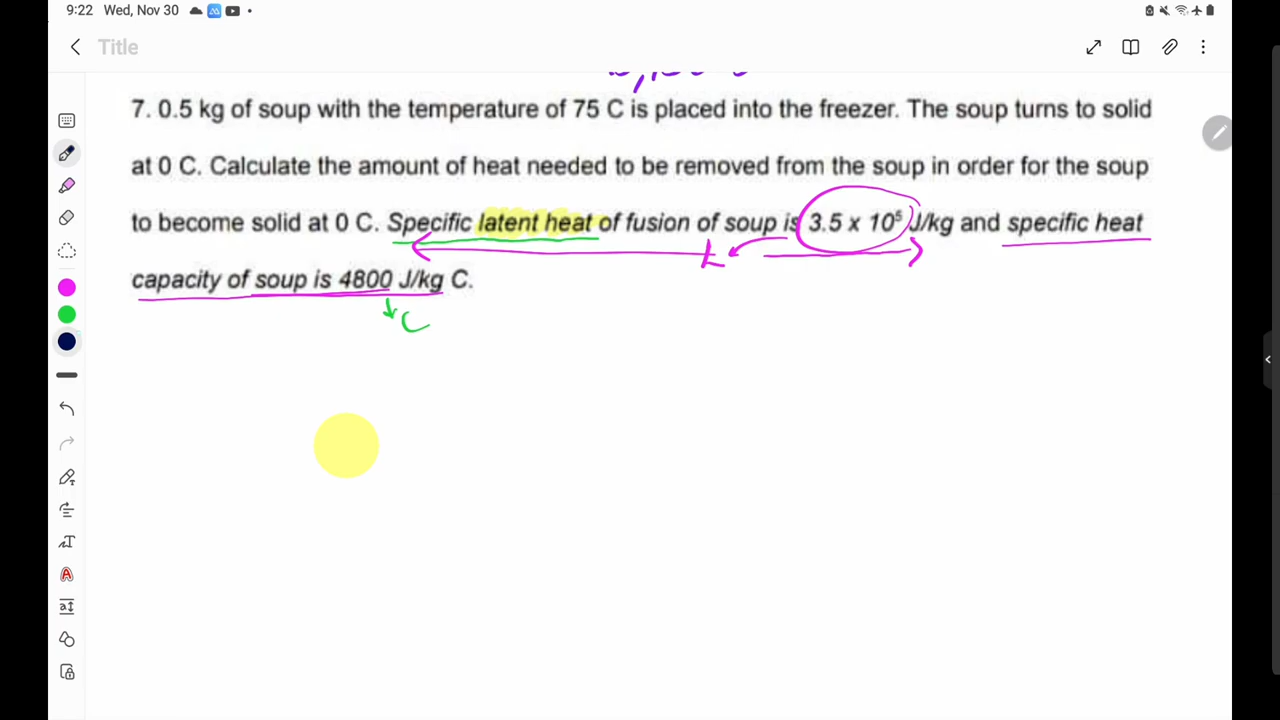 9:22 Wed, Nov 30
Title
7. 0.5 kg of soup with the temperature of 75 C is placed into the freezer. The soup turns to solid
at 0 C. Calculate the amount of heat needed to be removed from the soup in order for the soup
to become solid at 0 C. Specific latent heat of fusion of soup is 3.5 x 10⁵ J/kg and specific heat
L
capacity of soup is 4800 J/kg C.
C